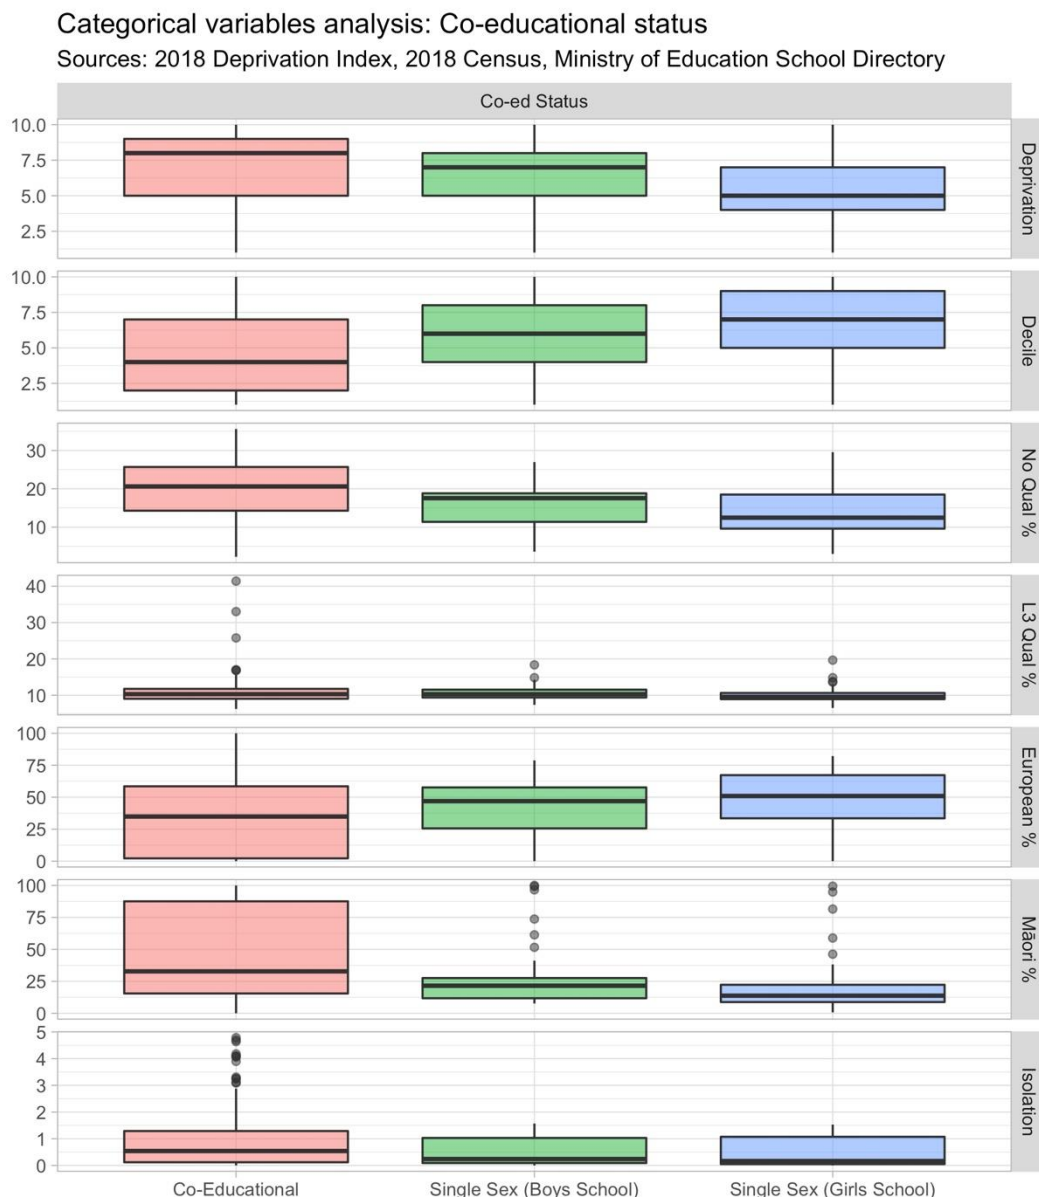 Categorical variables analysis: Co-educational status
Sources: 2018 Deprivation Index, 2018 Census, Ministry of Education School Directory
Co-ed Status
10.0
7.5
5.0
2.5
Deprivation
10.0
7.5
5.0
2.5
Decile
30
20
10
No Qual %
40
30
20
10
L3 Qual %
100
75
50
25
0
European %
100
75
50
25
0
Māori %
5
4
3
2
1
0
Isolation
Co-Educational
Single Sex (Boys School)
Single Sex (Girls School)